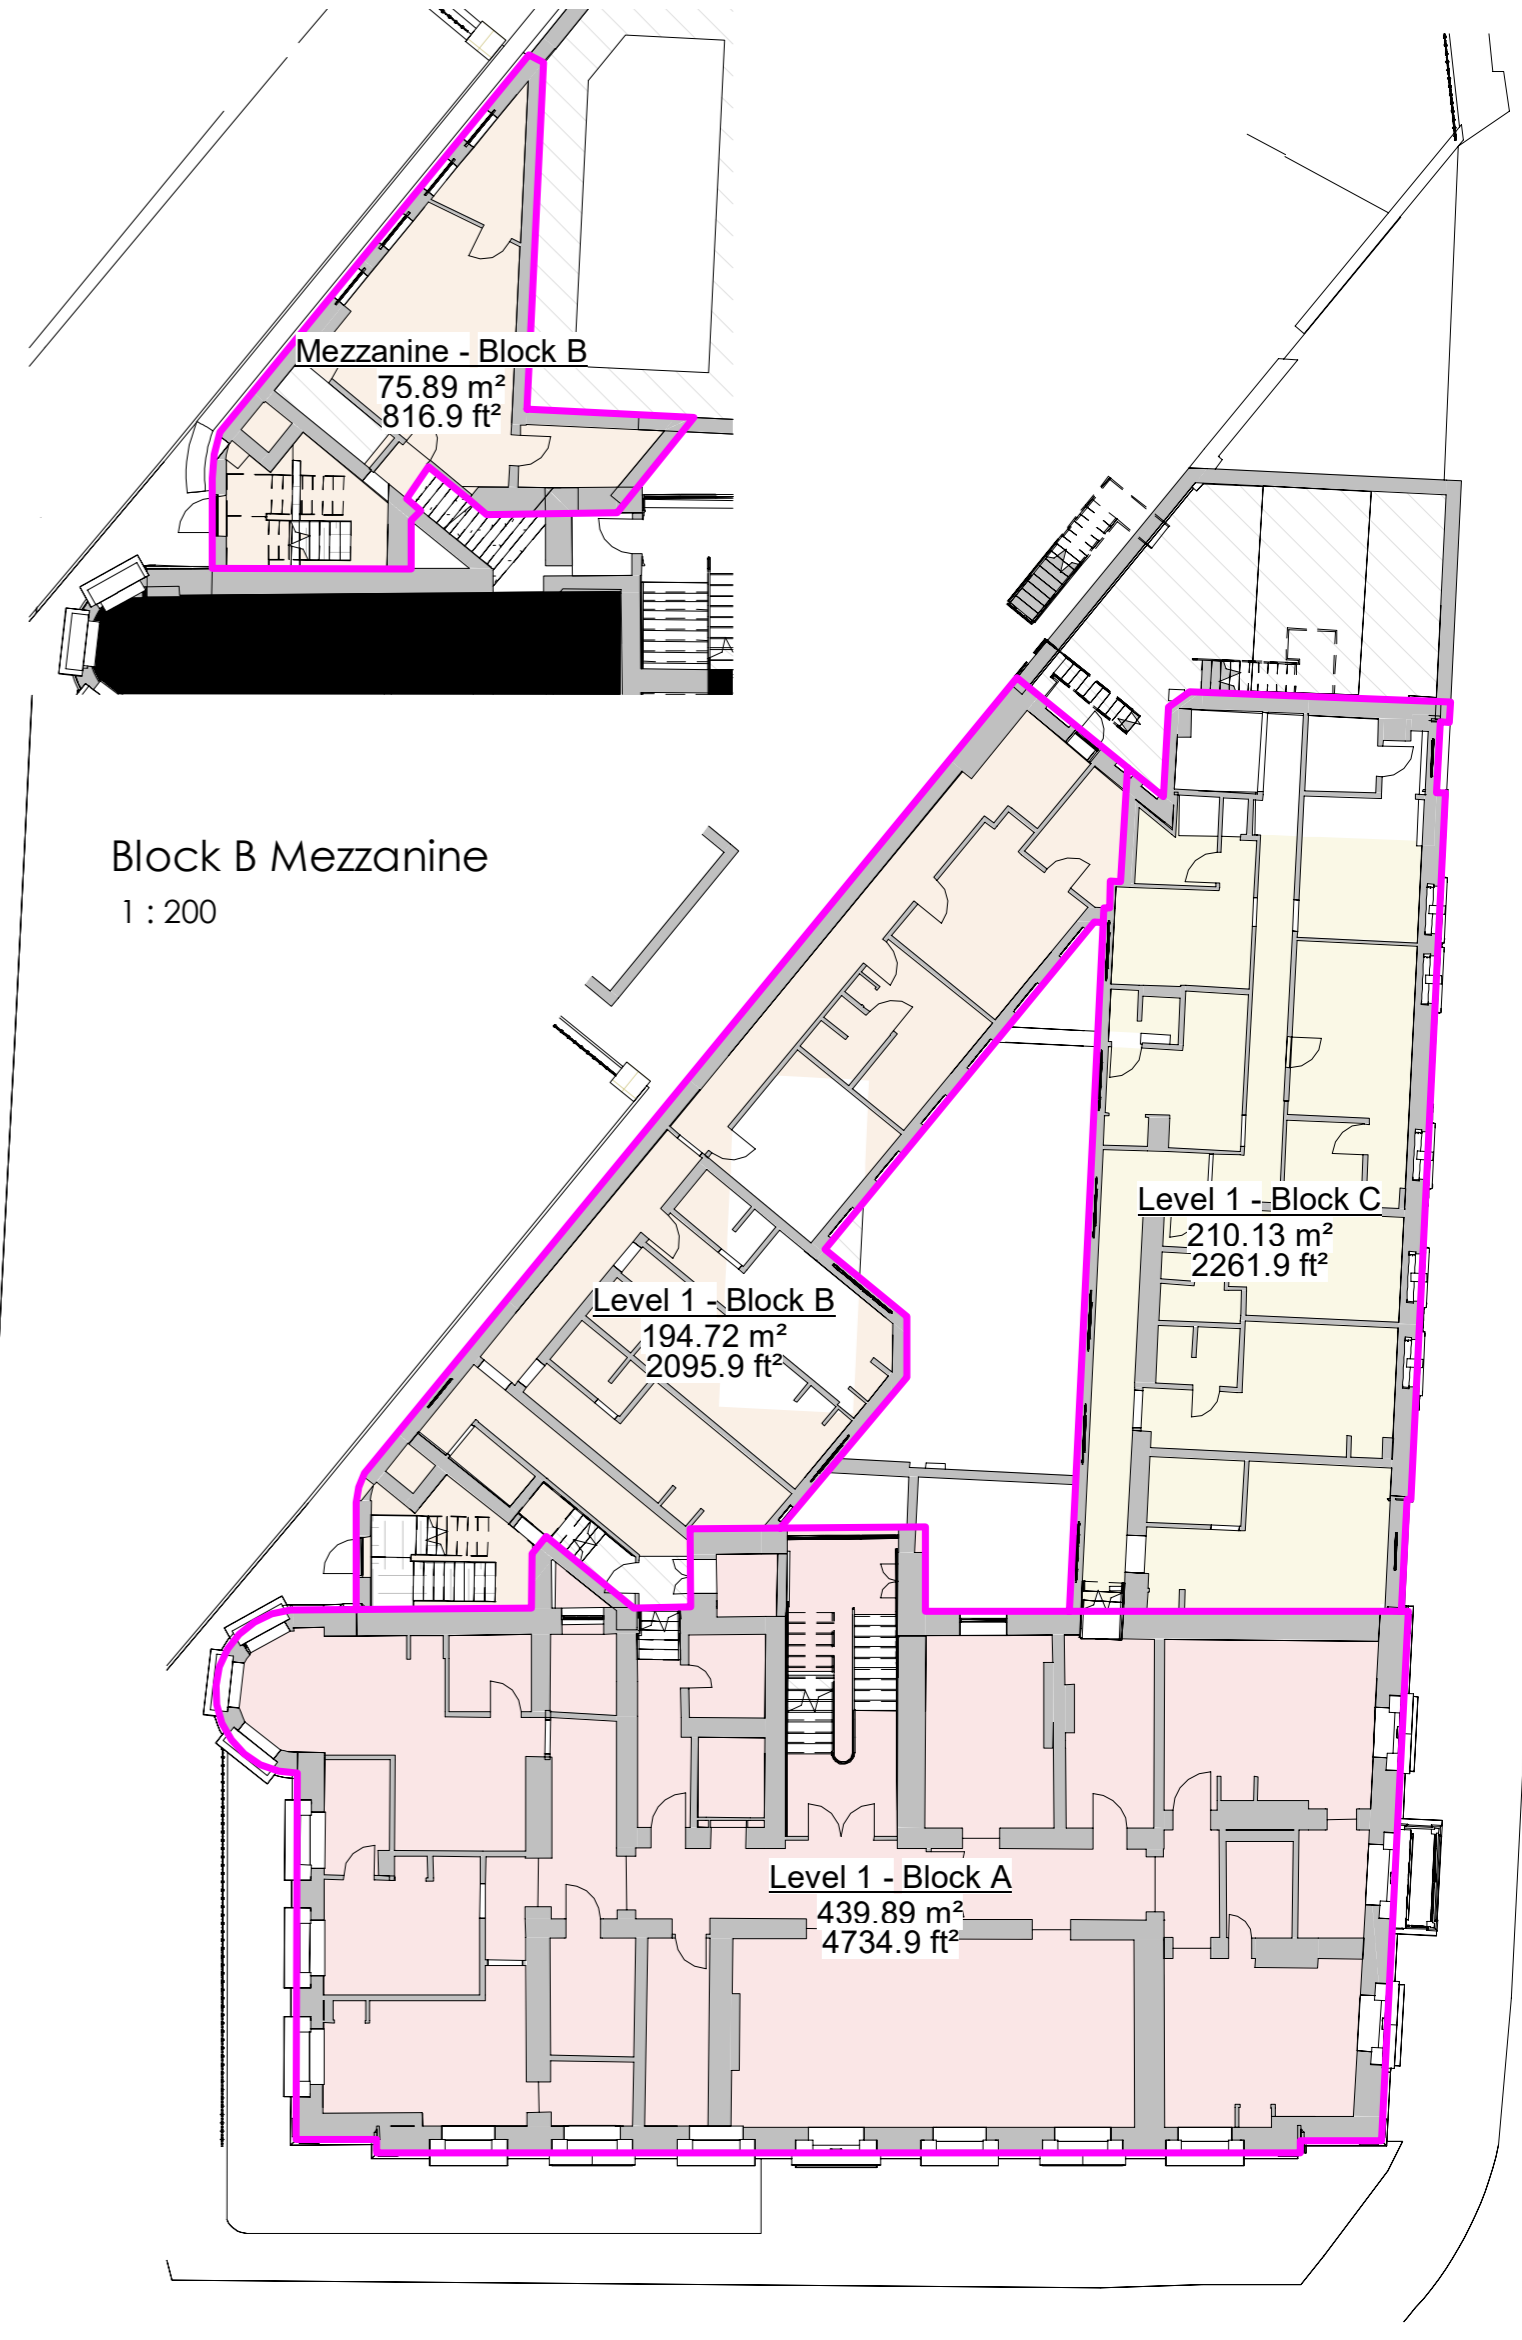 Mezzanine - Block B
75.89 m²
816.9 ft²
Block B Mezzanine
1 : 200
Level 1 - Block C
210.13 m²
2261.9 ft²
Level 1 - Block B
194.72 m²
2095.9 ft²
Level 1 - Block A
439.89 m²
4734.9 ft²